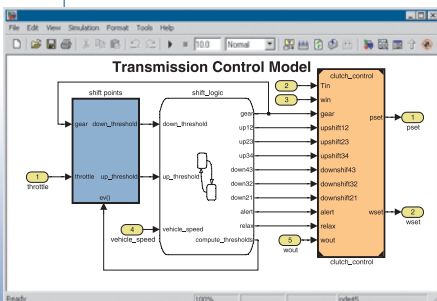 File Edit View Simulation Format Tools Help
10.0 Normal
Transmission Control Model
shift points
shift_logic
clutch_control
gear down_threshold
throttle up_threshold
ev()
1
throttle
down_threshold
up_threshold
vehicle_speed
4
vehicle_speed
gear
up12
up23
up34
down43
down32
down21
alert
relax
compute_thresholds
2
3
5
wout
Tin
win
gear
upshift12
upshift23
upshift34
downshif43
downshift32
downshift21
alert
relax
wout
pset
wset
clutch_control
1
pset
2
wset
Ready 100% ode45